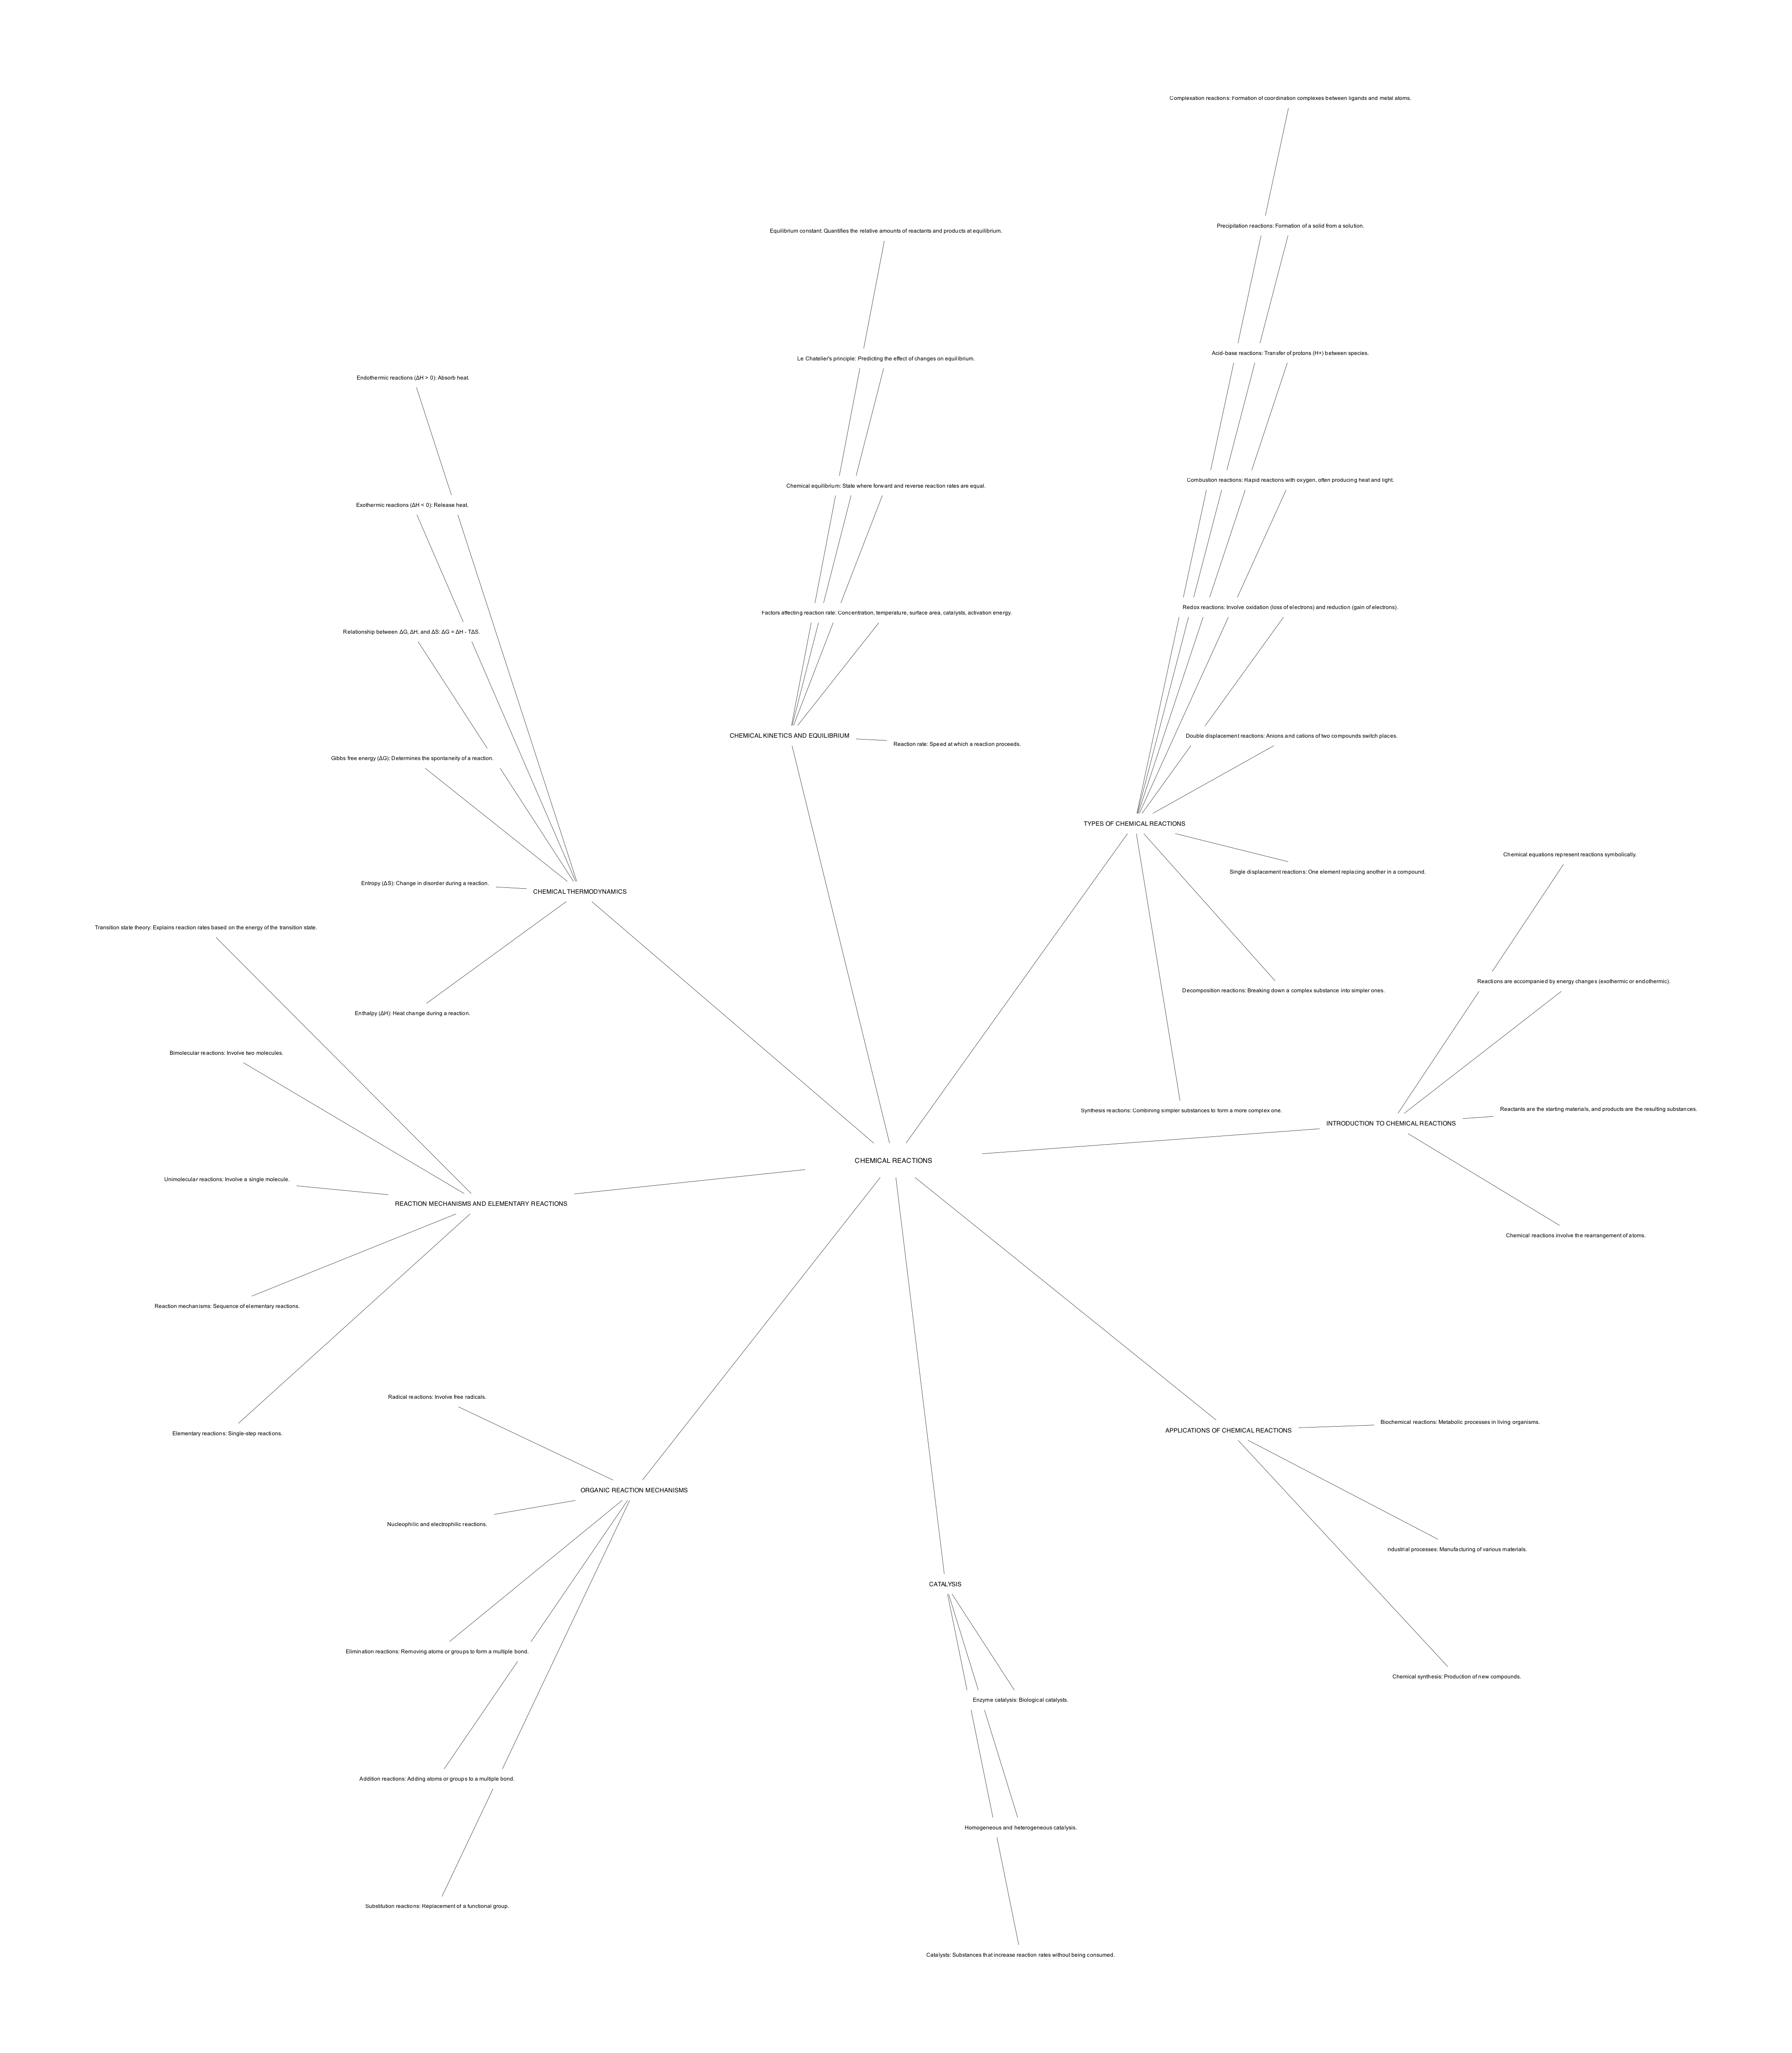 Complexation reactions: Formation of coordination complexes between ligands and metal atoms.
Precipitation reactions: Formation of a solid from a solution.
Equilibrium constant: Quantifies the relative amounts of reactants and products at equilibrium.
Acid-base reactions: Transfer of protons (H+) between species.
Le Chatelier's principle: Predicting the effect of changes on equilibrium.
Endothermic reactions (ΔH > 0): Absorb heat.
Combustion reactions: Rapid reactions with oxygen, often producing heat and light.
Chemical equilibrium: State where forward and reverse reaction rates are equal.
Exothermic reactions (ΔH < 0): Release heat.
Redox reactions: Involve oxidation (loss of electrons) and reduction (gain of electrons).
Factors affecting reaction rate: Concentration, temperature, surface area, catalysts, activation energy.
Relationship between ΔG, ΔH, and ΔS: ΔG = ΔH - TΔS.
CHEMICAL KINETICS AND EQUILIBRIUM
Double displacement reactions: Anions and cations of two compounds switch places.
Reaction rate: Speed at which a reaction proceeds.
Gibbs free energy (ΔG): Determines the spontaneity of a reaction.
TYPES OF CHEMICAL REACTIONS
Chemical equations represent reactions symbolically.
Single displacement reactions: One element replacing another in a compound.
Entropy (ΔS): Change in disorder during a reaction.
CHEMICAL THERMODYNAMICS
Transition state theory: Explains reaction rates based on the energy of the transition state.
Reactions are accompanied by energy changes (exothermic or endothermic).
Decomposition reactions: Breaking down a complex substance into simpler ones.
Enthalpy (ΔH): Heat change during a reaction.
Bimolecular reactions: Involve two molecules.
Reactants are the starting materials, and products are the resulting substances.
Synthesis reactions: Combining simpler substances to form a more complex one.
INTRODUCTION TO CHEMICAL REACTIONS
CHEMICAL REACTIONS
Unimolecular reactions: Involve a single molecule.
REACTION MECHANISMS AND ELEMENTARY REACTIONS
Chemical reactions involve the rearrangement of atoms.
Reaction mechanisms: Sequence of elementary reactions.
Radical reactions: Involve free radicals.
Biochemical reactions: Metabolic processes in living organisms.
APPLICATIONS OF CHEMICAL REACTIONS
Elementary reactions: Single-step reactions.
ORGANIC REACTION MECHANISMS
Nucleophilic and electrophilic reactions.
Industrial processes: Manufacturing of various materials.
CATALYSIS
Elimination reactions: Removing atoms or groups to form a multiple bond.
Chemical synthesis: Production of new compounds.
Enzyme catalysis: Biological catalysts.
Addition reactions: Adding atoms or groups to a multiple bond.
Homogeneous and heterogeneous catalysis.
Substitution reactions: Replacement of a functional group.
Catalysts: Substances that increase reaction rates without being consumed.